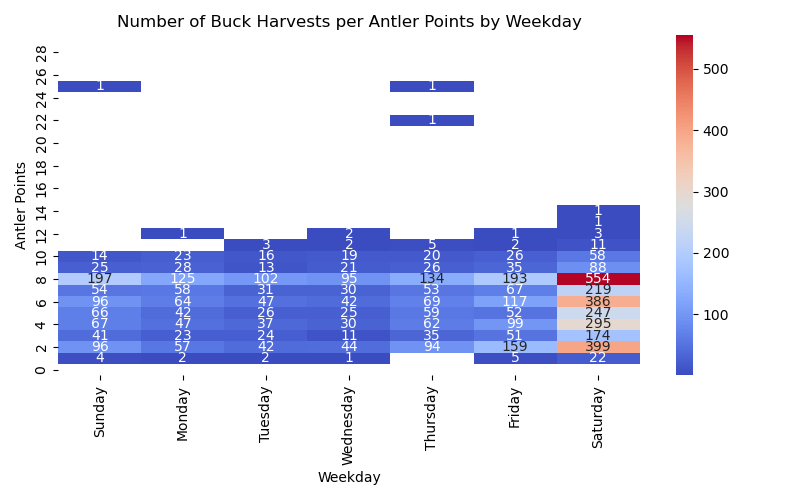 Number of Buck Harvests per Antler Points by Weekday
28
26
1 1
24
22 1
20
18
16
14 1
1
12 1 2 1 3
3 2 5 2 11
10 14 23 16 19 20 26 58
25 28 13 21 26 35 88
8 197 125 102 95 134 193 554
54 58 31 30 53 67 219
6 96 64 47 42 69 117 386
66 42 26 25 59 52 247
4 67 47 37 30 62 99 295
41 23 24 11 35 51 174
2 96 57 42 44 94 159 399
4 2 2 1 5 22
0
Antler Points
Sunday Monday Tuesday Wednesday Thursday Friday Saturday
Weekday
500
400
300
200
100